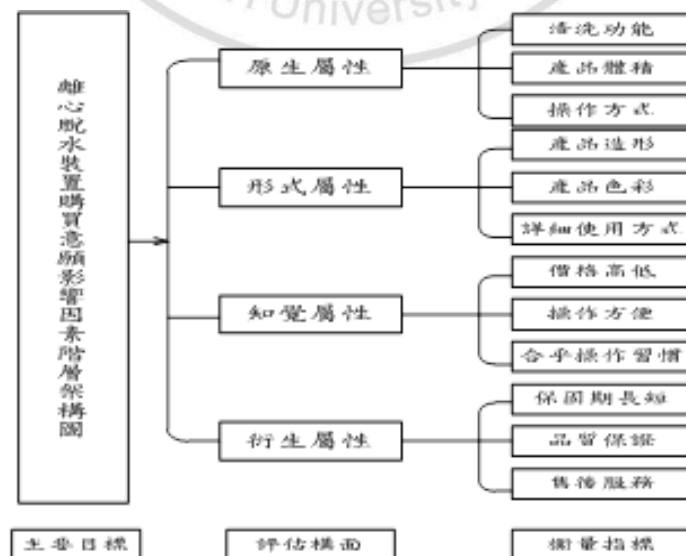 University
離心脫水裝置購買意願影響因素階層架構圖
原生屬性
清洗功能
產品體積
操作方式
形式屬性
產品造形
產品色彩
詳細使用方式
知覺屬性
價格高低
操作方便
合乎操作習慣
衍生屬性
保固期長短
品質保證
售後服務
主要目標
評估構面
衡量指標